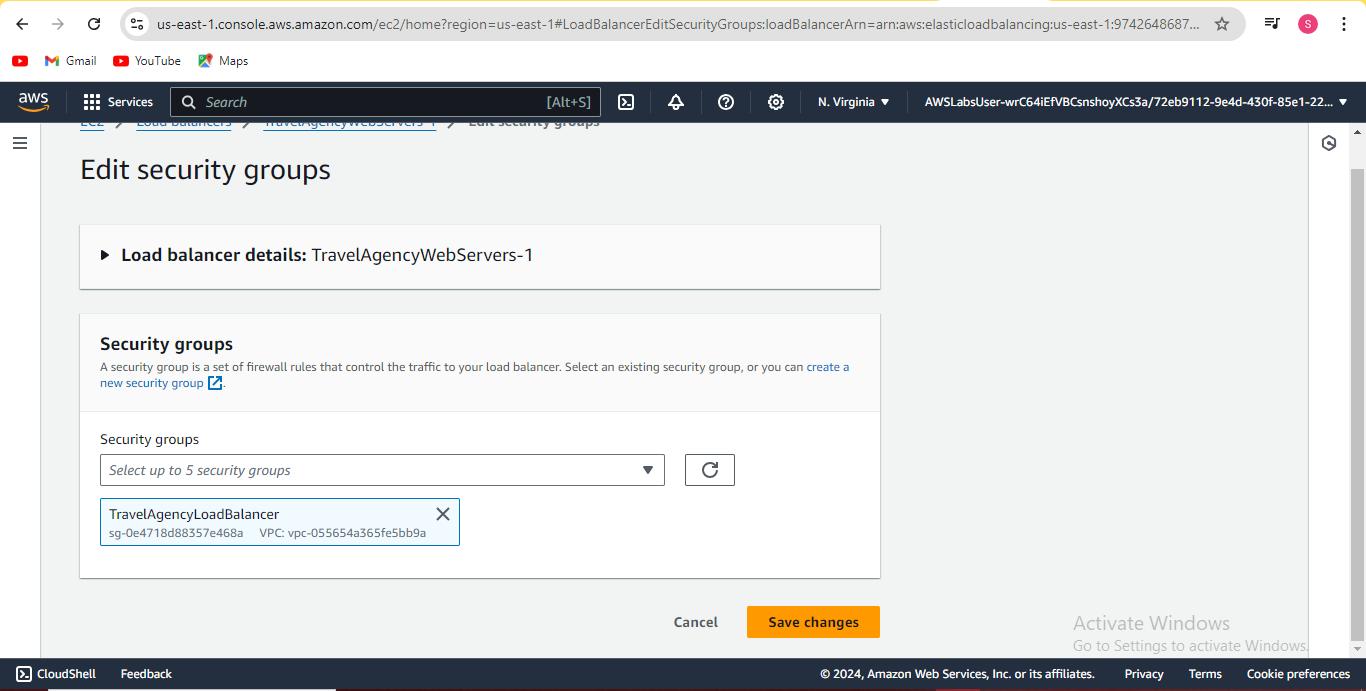 us-east-1.console.aws.amazon.com/ec2/home?region=us-east-1#LoadBalancerEditSecurityGroups:loadBalancerArn=arn:aws:elasticloadbalancing:us-east-1:9742648687...
S
Gmail YouTube Maps
aws Services Search [Alt+S] N. Virginia AWSLabsUser-wrC64iEfVBCsnshoyXCs3a/72eb9112-9e4d-430f-85e1-22...
EC2 Load balancers TravelAgencyWebServers-1 Edit security groups
Edit security groups
Load balancer details: TravelAgencyWebServers-1
Security groups
A security group is a set of firewall rules that control the traffic to your load balancer. Select an existing security group, or you can create a
new security group.
Security groups
Select up to 5 security groups
TravelAgencyLoadBalancer
sg-0e4718d88357e468a VPC: vpc-055654a365fe5bb9a
Cancel Save changes
Activate Windows
Go to Settings to activate Windows.
CloudShell Feedback © 2024, Amazon Web Services, Inc. or its affiliates. Privacy Terms Cookie preferences